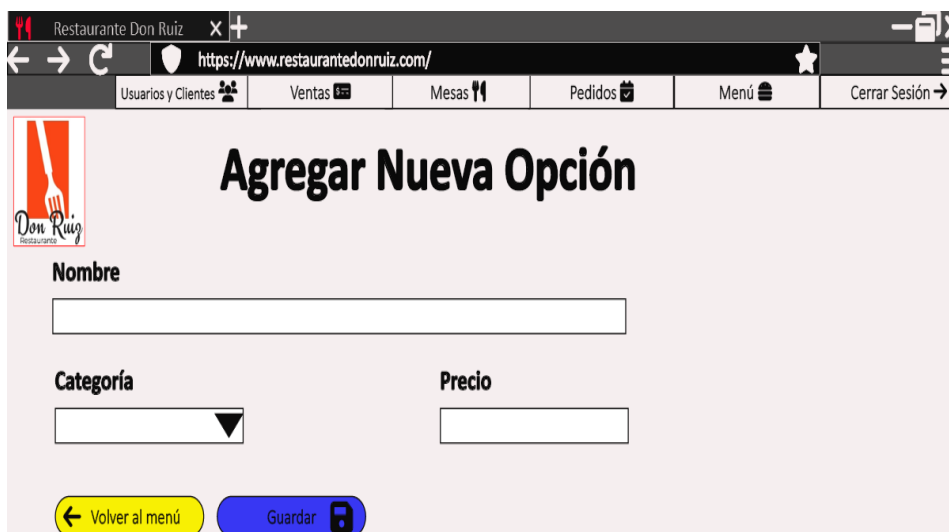 Restaurante Don Ruiz
https://www.restaurantedonruiz.com/
Usuarios y Clientes Ventas Mesas Pedidos Menú Cerrar Sesión
Agregar Nueva Opción
Don Ruiz
Restaurante
Nombre
Categoría Precio
Volver al menú Guardar